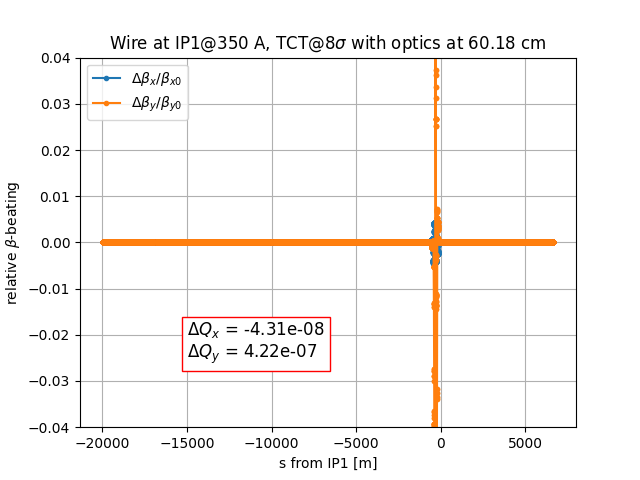 Wire at IP1@350 A, TCT@8σ with optics at 60.18 cm
Δβx/βx0
Δβy/βy0
relative β-beating
0.04
0.03
0.02
0.01
0.00
−0.01
−0.02
−0.03
−0.04
ΔQx = -4.31e-08
ΔQy = 4.22e-07
−20000 −15000 −10000 −5000 0 5000
s from IP1 [m]